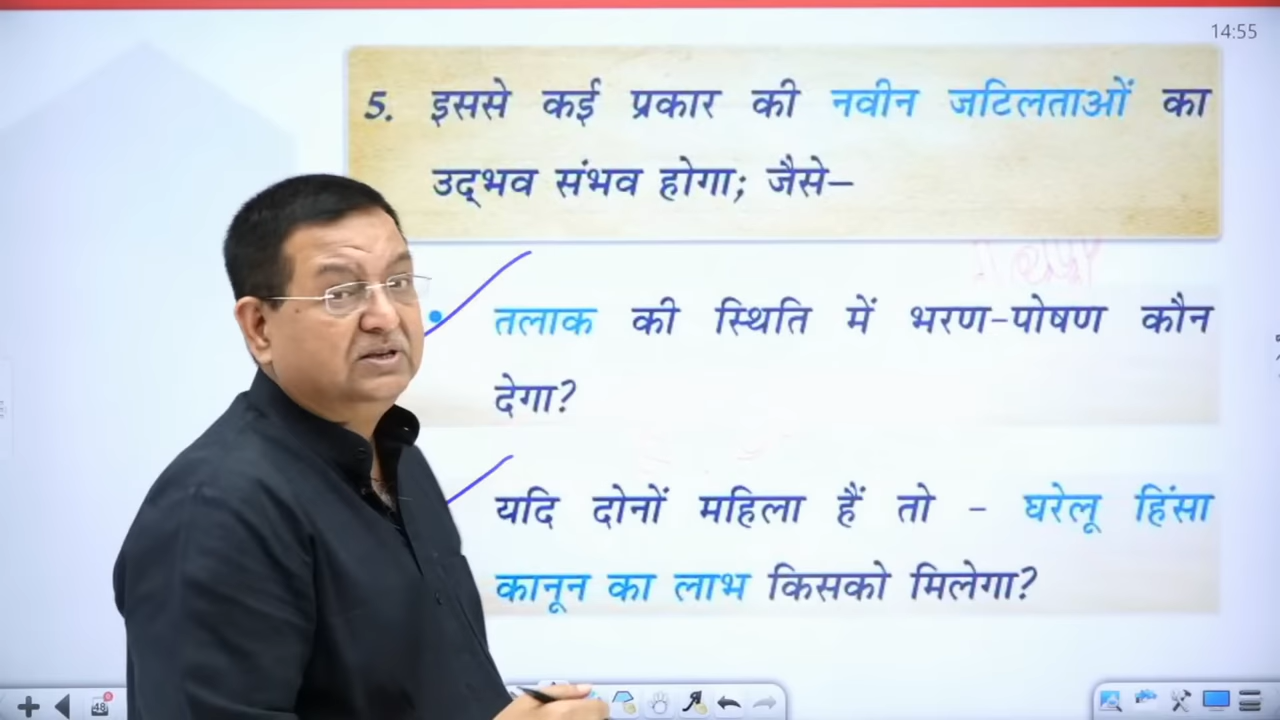 14:55
5. इससे कई प्रकार की नवीन जटिलताओं का
उद्भव संभव होगा; जैसे–
• तलाक की स्थिति में भरण-पोषण कौन
देगा?
यदि दोनों महिला हैं तो - घरेलू हिंसा
कानून का लाभ किसको मिलेगा?
48